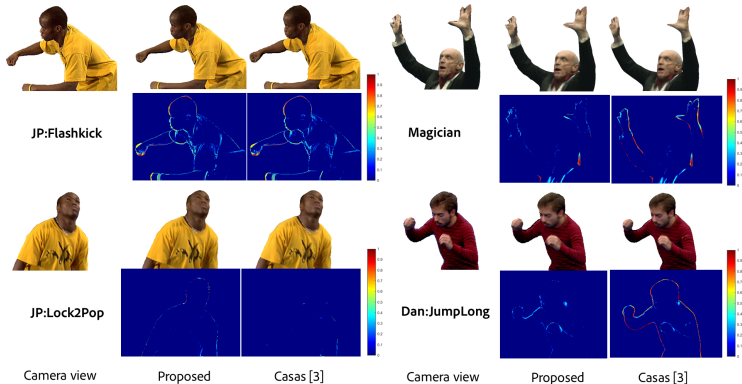 JP:Flashkick
Magician
JP:Lock2Pop
Dan:JumpLong
Camera view
Proposed
Casas [3]
Camera view
Proposed
Casas [3]